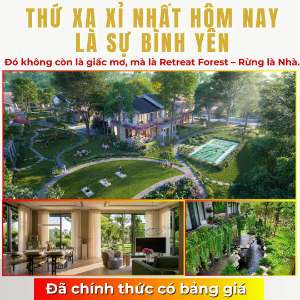 THỨ XA XỈ NHẤT HÔM NAY
LÀ SỰ BÌNH YÊN
Đó không còn là giấc mơ, mà là Retreat Forest – Rừng là Nhà.
Đã chính thức có bảng giá